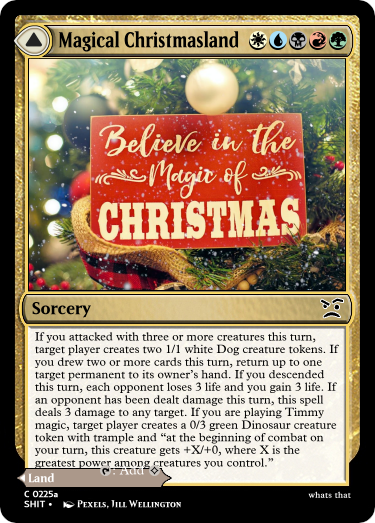 Magical Christmasland
Believe in the
Magic of
CHRISTMAS
Sorcery
If you attacked with three or more creatures this turn,
target player creates two 1/1 white Dog creature tokens. If
you drew two or more cards this turn, return up to one
target permanent to its owner's hand. If you descended
this turn, each opponent loses 3 life and you gain 3 life. If
an opponent has been dealt damage this turn, this spell
deals 3 damage to any target. If you are playing Timmy
magic, target player creates a 0/3 green Dinosaur creature
token with trample and “at the beginning of combat on
your turn, this creature gets +X/+0, where X is the
greatest power among creatures you control.”
: Add
Land
C 0225a
SHIT • PEXELS, JILL WELLINGTON
whats that